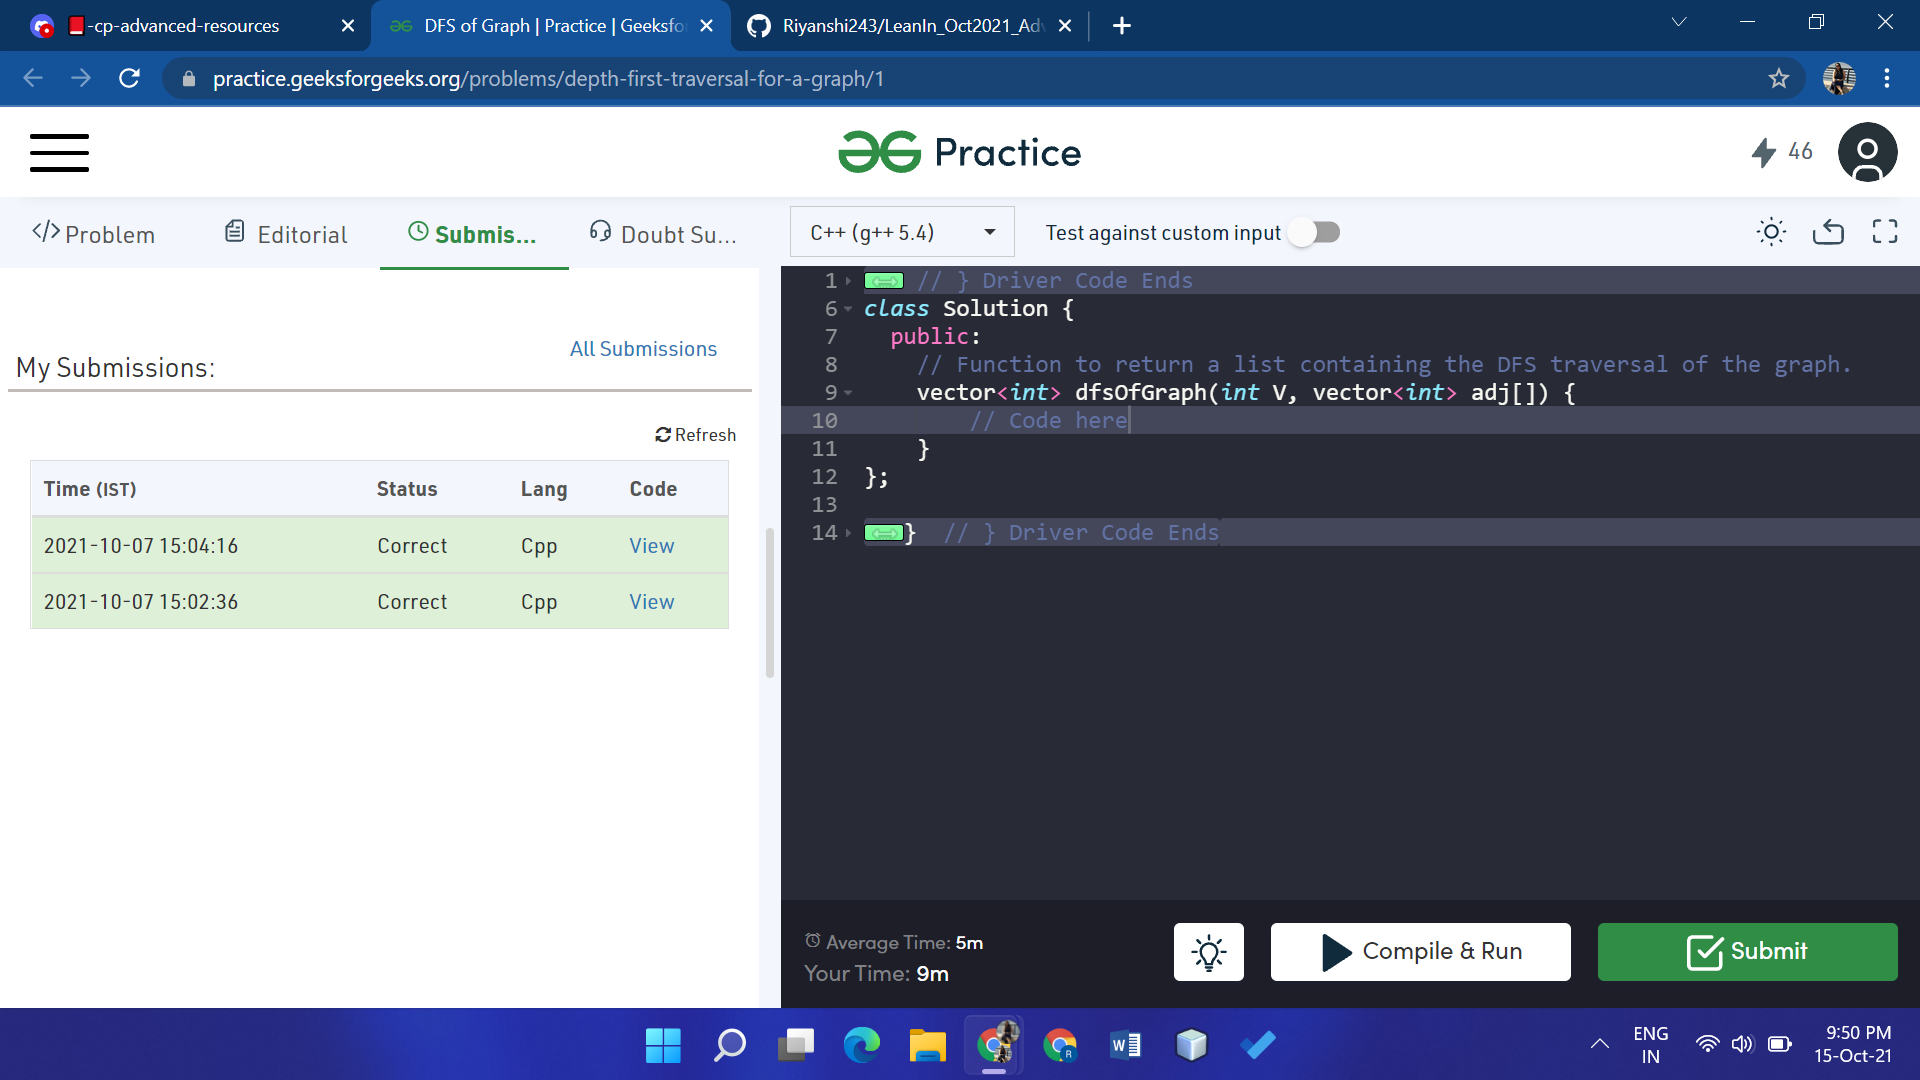 -cp-advanced-resources
DFS of Graph | Practice | Geeksfo
Riyanshi243/LeanIn_Oct2021_Adv
practice.geeksforgeeks.org/problems/depth-first-traversal-for-a-graph/1
Practice
46
</> Problem
Editorial
Submis...
Doubt Su...
C++ (g++ 5.4)
Test against custom input
My Submissions:
All Submissions
Refresh
Time (IST) Status Lang Code
2021-10-07 15:04:16 Correct Cpp View
2021-10-07 15:02:36 Correct Cpp View
1 // } Driver Code Ends
6 class Solution {
7 public:
8 // Function to return a list containing the DFS traversal of the graph.
9 vector<int> dfsOfGraph(int V, vector<int> adj[]) {
10 // Code here
11 }
12 };
13
14 } // } Driver Code Ends
Average Time: 5m
Your Time: 9m
Compile & Run
Submit
ENG
IN
9:50 PM
15-Oct-21